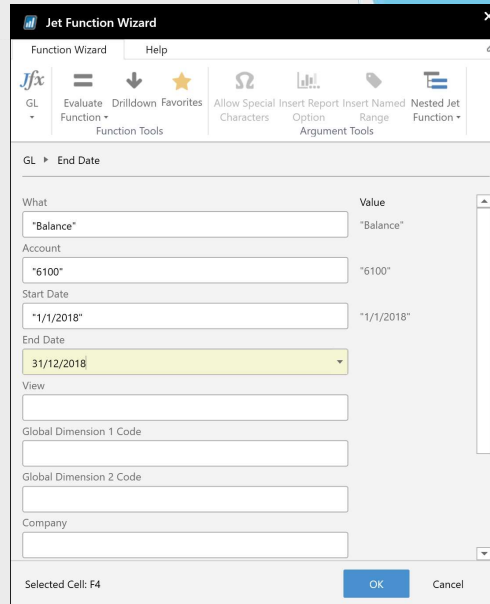 Jet Function Wizard
Function Wizard Help
Jfx
GL
Evaluate Function
Drilldown
Favorites
Allow Special Characters
Insert Report Option
Insert Named Range
Nested Jet Function
Function Tools
Argument Tools
GL End Date
What Value
"Balance" "Balance"
Account
"6100" "6100"
Start Date
"1/1/2018" "1/1/2018"
End Date
31/12/2018
View
Global Dimension 1 Code
Global Dimension 2 Code
Company
Selected Cell: F4 OK Cancel